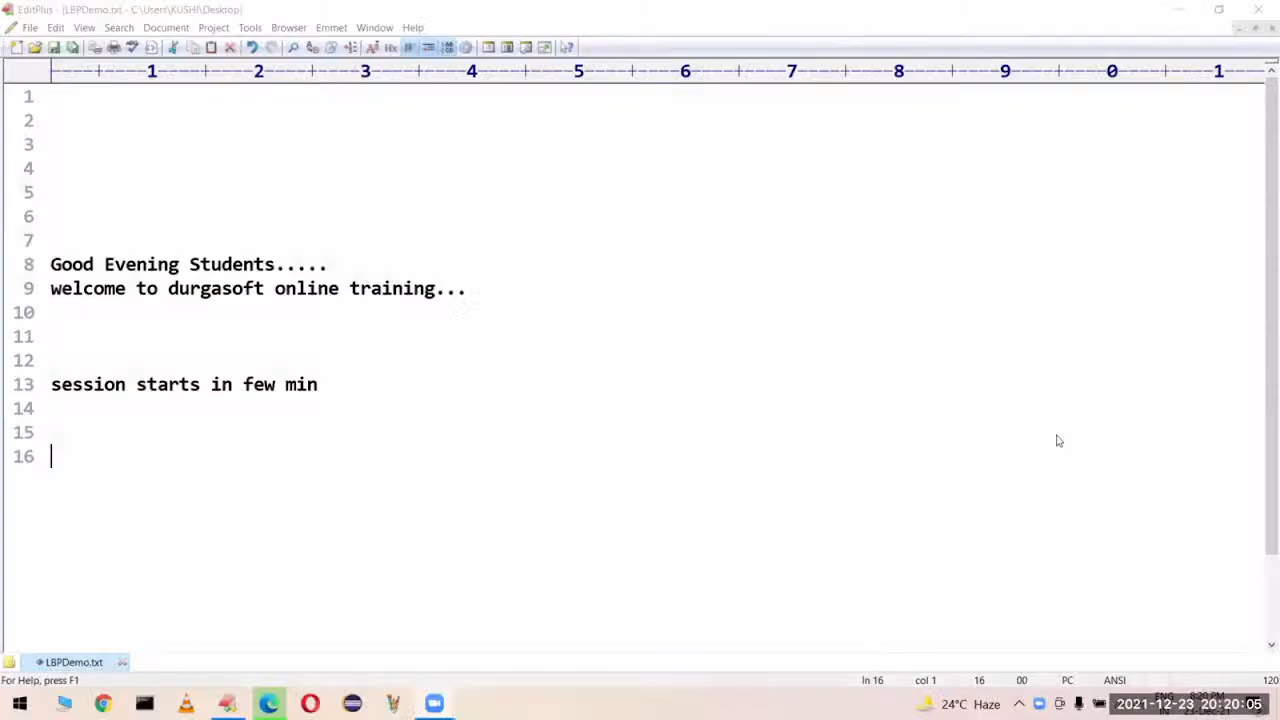 EditPlus - [LBPDemo.txt - C:\Users\KUSHI\Desktop]
File Edit View Search Document Project Tools Browser Emmet Window Help
1 2 3 4 5 6 7 8 9 0 1
1
2
3
4
5
6
7
8 Good Evening Students.....
9 welcome to durgasoft online training...
10
11
12
13 session starts in few min
14
15
16
LBPDemo.txt
For Help, press F1 ln 16 col 1 16 00 PC ANSI 120
24°C Haze 2021-12-23 20:20:05